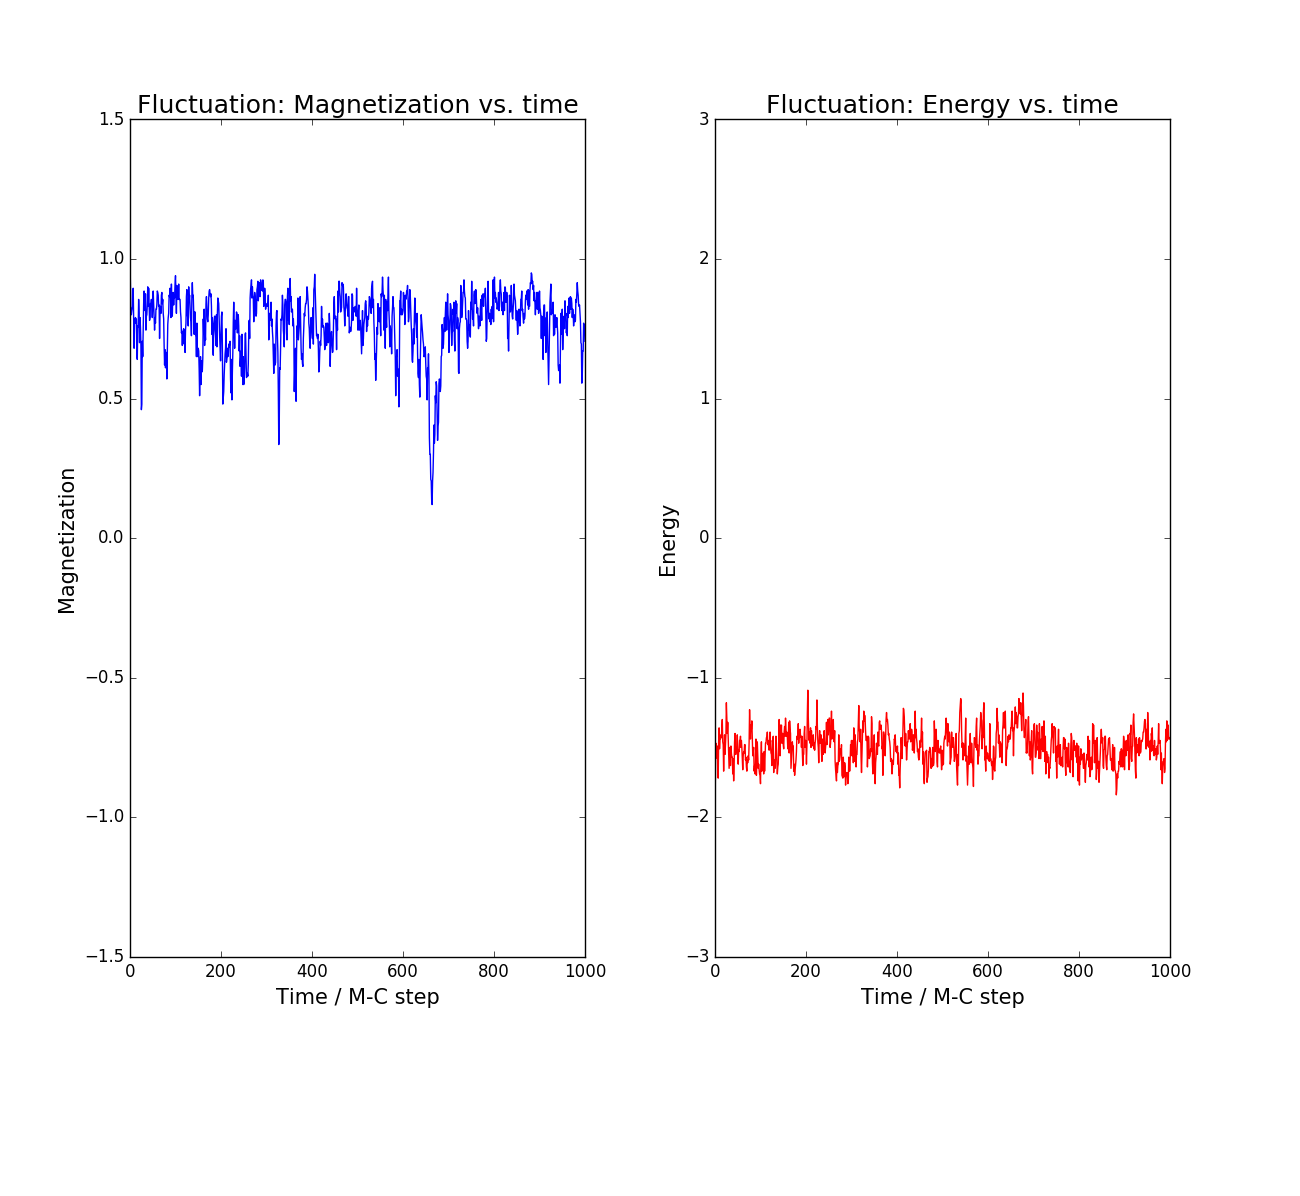 Fluctuation: Magnetization vs. time
1.5
1.0
0.5
0.0
−0.5
−1.0
−1.5
Magnetization
0 200 400 600 800 1000
Time / M-C step
Fluctuation: Energy vs. time
3
2
1
0
−1
−2
−3
Energy
0 200 400 600 800 1000
Time / M-C step